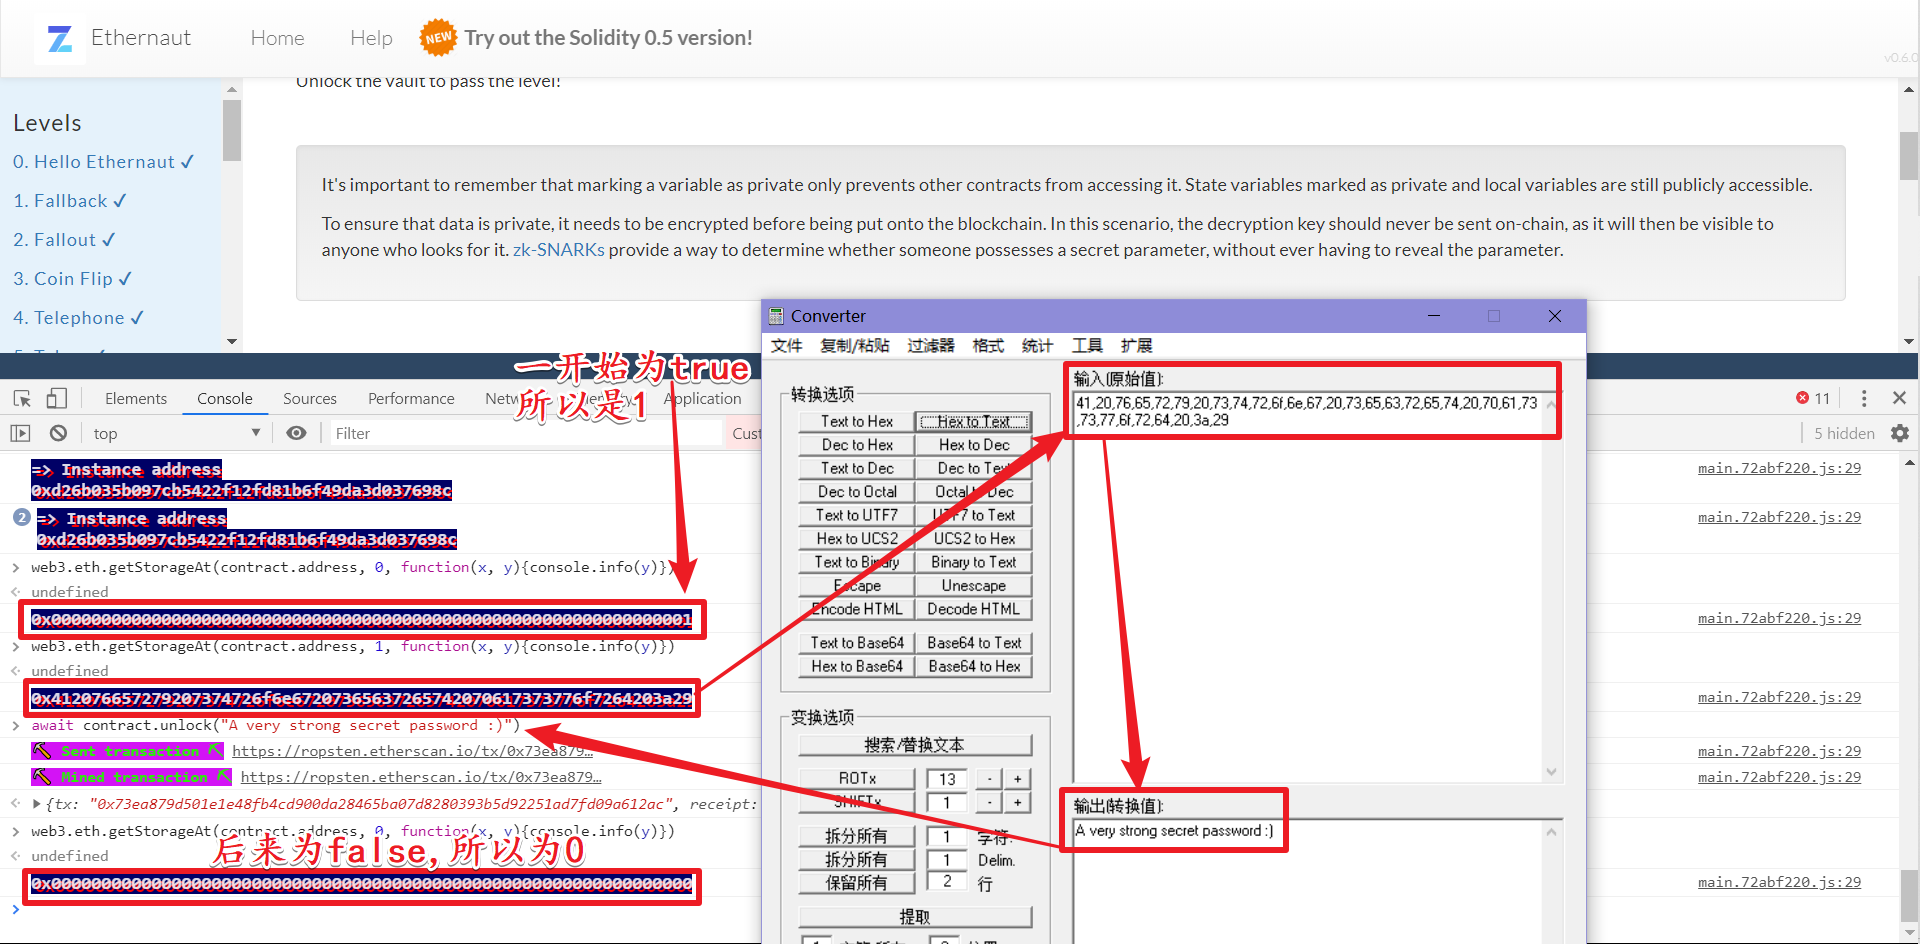 Ethernaut
Home
Help
NEW
Try out the Solidity 0.5 version!
v0.6.0
Unlock the vault to pass the level!
Levels
0. Hello Ethernaut ✓
1. Fallback ✓
2. Fallout ✓
3. Coin Flip ✓
4. Telephone ✓
It's important to remember that marking a variable as private only prevents other contracts from accessing it. State variables marked as private and local variables are still publicly accessible.
To ensure that data is private, it needs to be encrypted before being put onto the blockchain. In this scenario, the decryption key should never be sent on-chain, as it will then be visible to
anyone who looks for it. zk-SNARKs provide a way to determine whether someone possesses a secret parameter, without ever having to reveal the parameter.
一开始为true
所以是1
Elements
Console
Sources
Performance
Application
11
top
Filter
5 hidden
=> Instance address
0xd26b035b097cb5422f12fd81b6f49da3d037698c
main.72abf220.js:29
2
=> Instance address
0xd26b035b097cb5422f12fd81b6f49da3d037698c
main.72abf220.js:29
> web3.eth.getStorageAt(contract.address, 0, function(x, y){console.info(y)})
undefined
0x0000000000000000000000000000000000000000000000000000000000000001
main.72abf220.js:29
> web3.eth.getStorageAt(contract.address, 1, function(x, y){console.info(y)})
undefined
0x412076657279207374726f6e67207365637265742070617373776f7264203a29
main.72abf220.js:29
> await contract.unlock("A very strong secret password :)")
Sent transaction https://ropsten.etherscan.io/tx/0x73ea879…
main.72abf220.js:29
Mined transaction https://ropsten.etherscan.io/tx/0x73ea879…
main.72abf220.js:29
{tx: "0x73ea879d501e1e48fb4cd900da28465ba07d8280393b5d92251ad7fd09a612ac", receipt:
> web3.eth.getStorageAt(contract.address, 0, function(x, y){console.info(y)})
undefined
后来为false,所以为0
0x0000000000000000000000000000000000000000000000000000000000000000
main.72abf220.js:29
>
Converter
文件 复制/粘贴 过滤器 格式 统计 工具 扩展
转换选项
Text to Hex
Hex to Text
Dec to Hex
Hex to Dec
Text to Dec
Dec to Text
Dec to Octal
Octal to Dec
Text to UTF7
UTF7 to Text
Hex to UCS2
UCS2 to Hex
Text to Binary
Binary to Text
Escape
Unescape
Encode HTML
Decode HTML
Text to Base64
Base64 to Text
Hex to Base64
Base64 to Hex
变换选项
搜索/替换文本
ROTx 13 - +
SHIFTx 1 - +
拆分所有 1 字符.
拆分所有 1 Delim.
保留所有 2 行
提取
输入(原始值):
41,20,76,65,72,79,20,73,74,72,6f,6e,67,20,73,65,63,72,65,74,20,70,61,73
,73,77,6f,72,64,20,3a,29
输出(转换值):
A very strong secret password :)